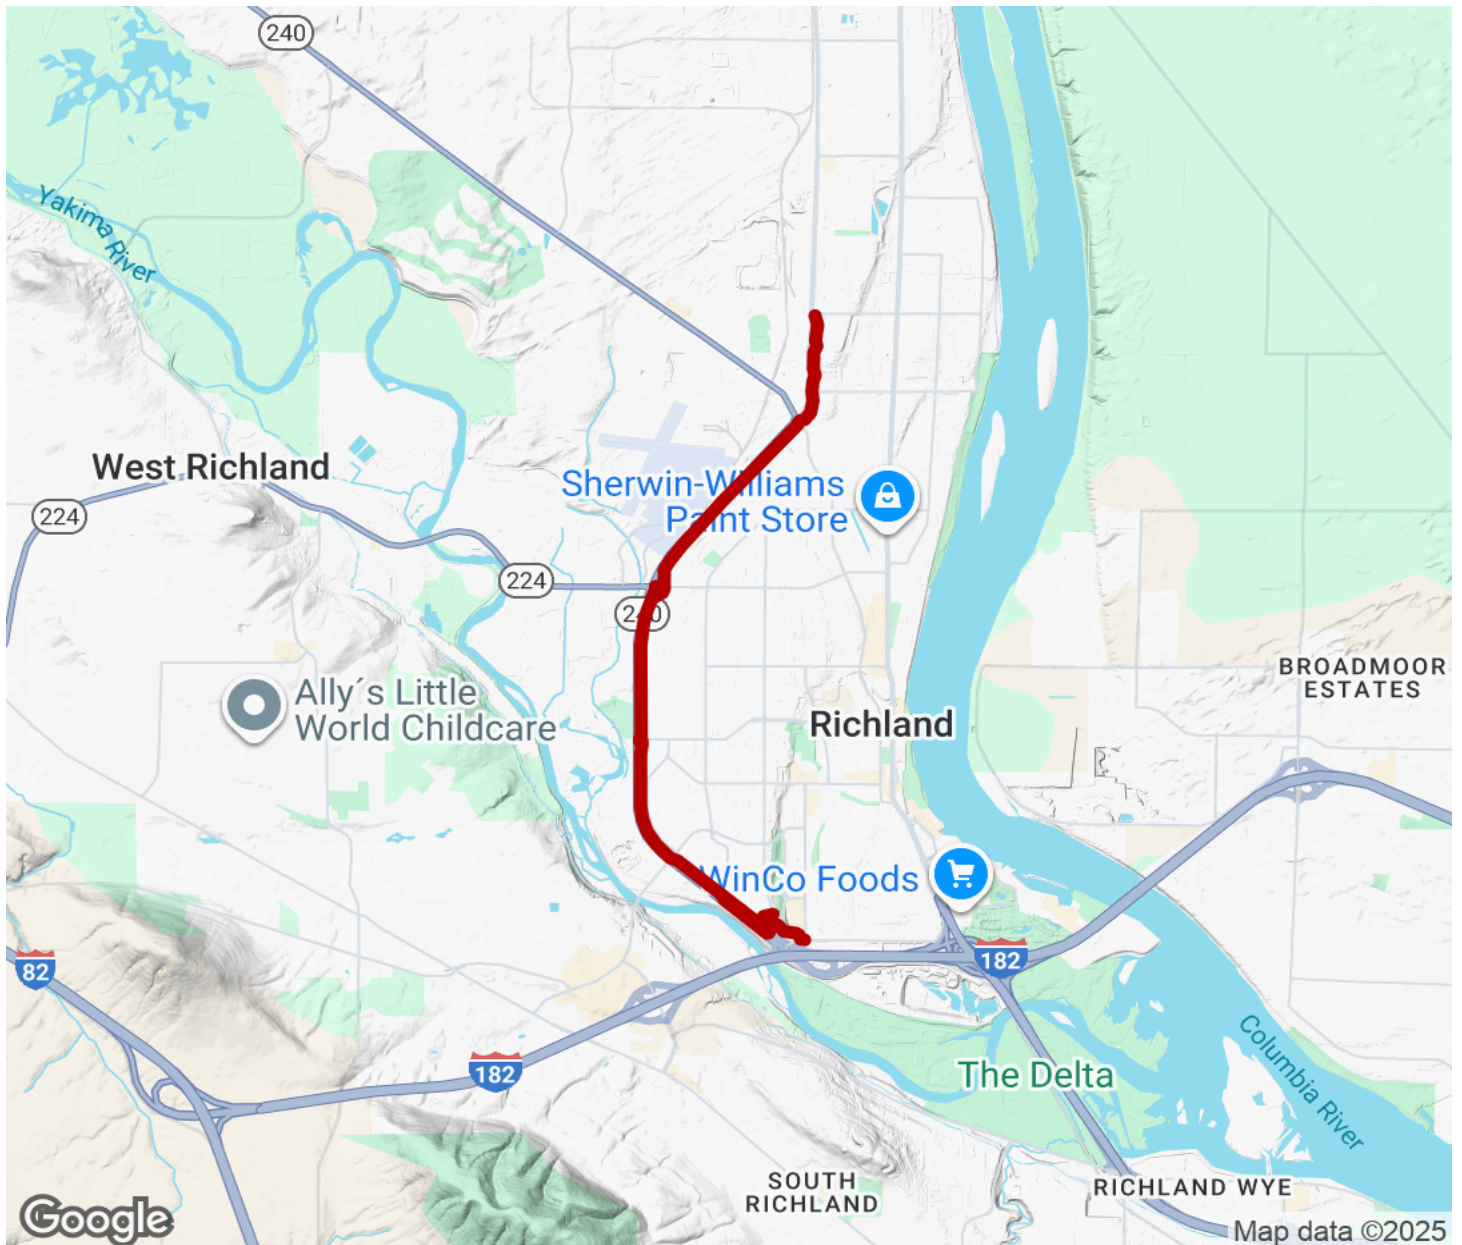 240
Yakima River
West Richland
224
Sherwin-Williams
Paint Store
224
240
Ally´s Little
World Childcare
Richland
BROADMOOR
ESTATES
WinCo Foods
82
182
182
The Delta
Columbia River
SOUTH
RICHLAND
RICHLAND WYE
Google
Map data ©2025